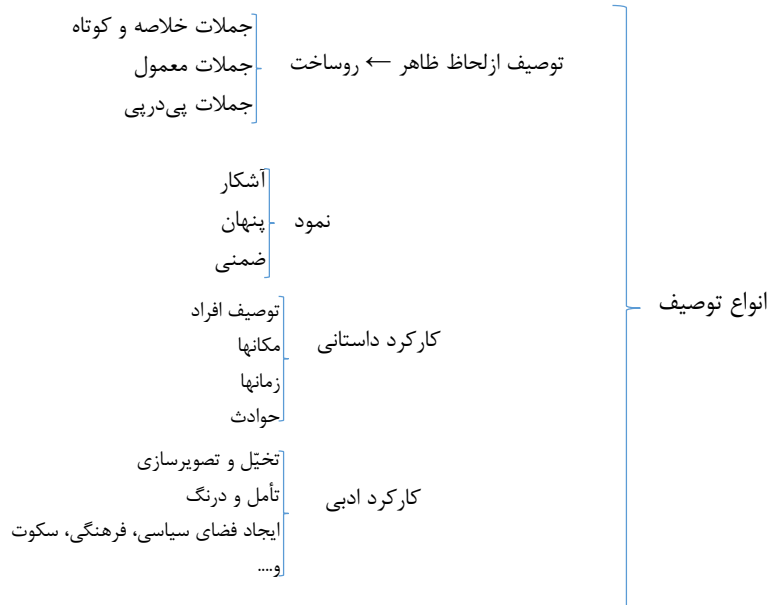 انواع توصیف
توصیف ازلحاظ ظاهر ← روساخت
جملات خلاصه و کوتاه
جملات معمول
جملات پی‌درپی
نمود
آشکار
پنهان
ضمنی
کارکرد داستانی
توصیف افراد
مکانها
زمانها
حوادث
کارکرد ادبی
تخیّل و تصویرسازی
تأمل و درنگ
ایجاد فضای سیاسی، فرهنگی، سکوت
و....